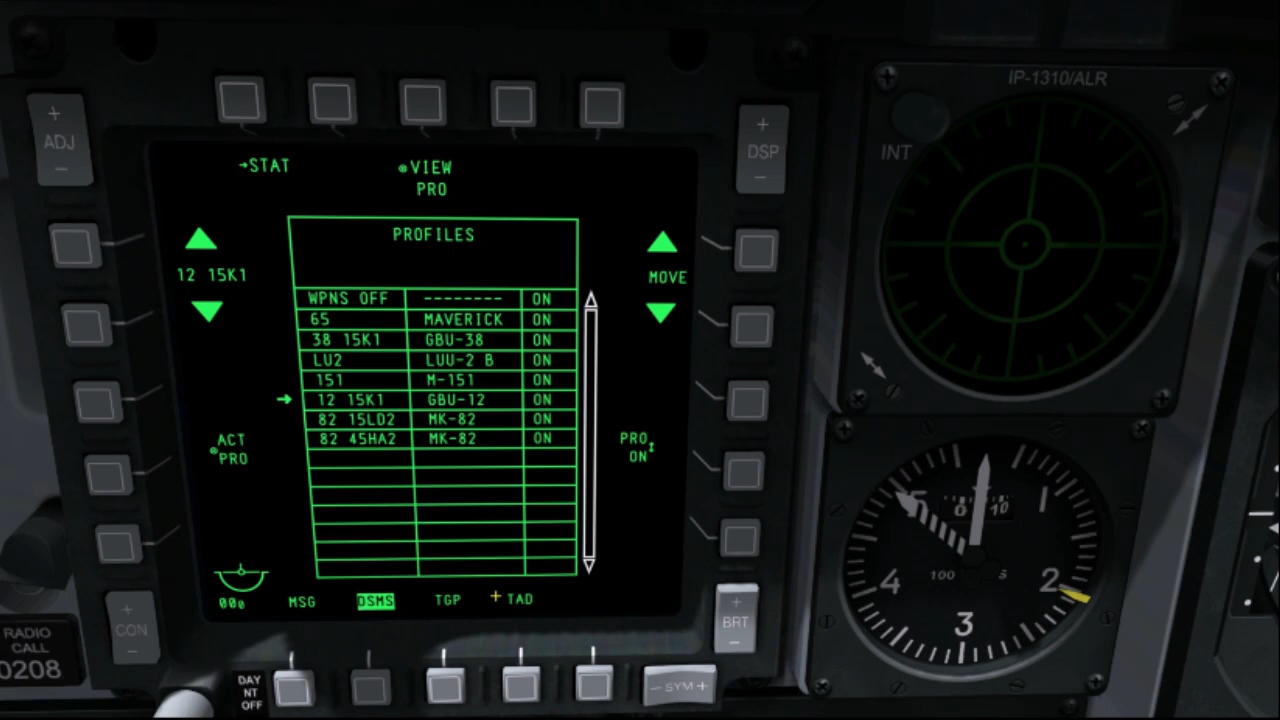 IP-1310/ALR
+
ADJ
−
+
DSP
−
INT
→STAT
VIEW
PRO
PROFILES
12 15K1
MOVE
WPNS OFF -------- ON
65 MAVERICK ON
38 15K1 GBU-38 ON
LU2 LUU-2 B ON
151 M-151 ON
12 15K1 GBU-12 ON
82 15LD2 MK-82 ON
82 45HA2 MK-82 ON
ACT
PRO
PRO
ON
1
2
3
4
100
MSG DSMS TGP + TAD
+
CON
−
+
BRT
−
RADIO
CALL
0208
DAY
NT
OFF
− SYM +